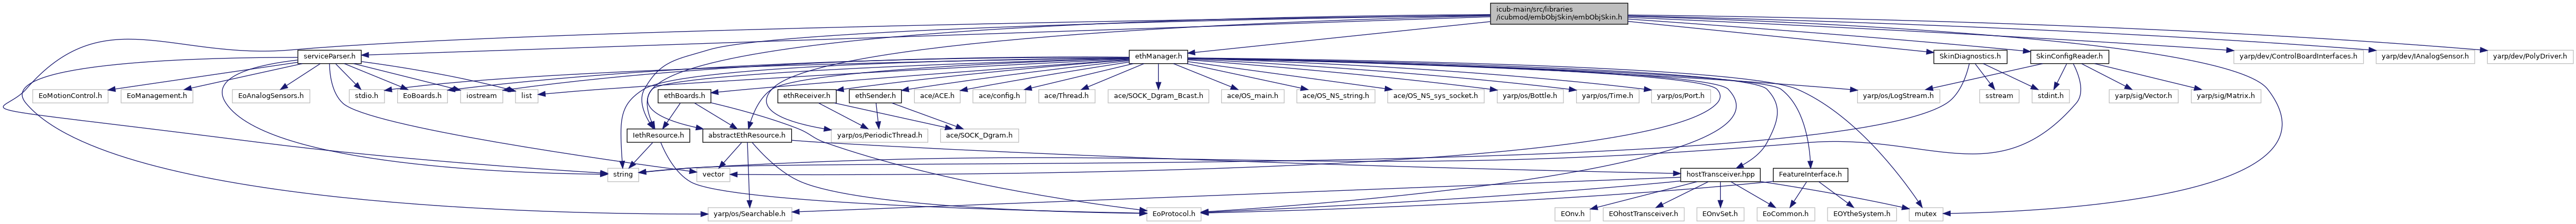 icub-main/src/libraries
/icubmod/embObjSkin/embObjSkin.h
serviceParser.h
ethManager.h
SkinDiagnostics.h
SkinConfigReader.h
yarp/dev/ControlBoardInterfaces.h
yarp/dev/IAnalogSensor.h
yarp/dev/PolyDriver.h
EoMotionControl.h
EoManagement.h
EoAnalogSensors.h
stdio.h
EoBoards.h
iostream
list
ethBoards.h
ethReceiver.h
ethSender.h
ace/ACE.h
ace/config.h
ace/Thread.h
ace/SOCK_Dgram_Bcast.h
ace/OS_main.h
ace/OS_NS_string.h
ace/OS_NS_sys_socket.h
yarp/os/Bottle.h
yarp/os/Time.h
yarp/os/Port.h
yarp/os/LogStream.h
sstream
stdint.h
yarp/sig/Vector.h
yarp/sig/Matrix.h
IethResource.h
abstractEthResource.h
yarp/os/PeriodicThread.h
ace/SOCK_Dgram.h
string
vector
hostTransceiver.hpp
FeatureInterface.h
yarp/os/Searchable.h
EoProtocol.h
EOnv.h
EOhostTransceiver.h
EOnvSet.h
EoCommon.h
EOYtheSystem.h
mutex